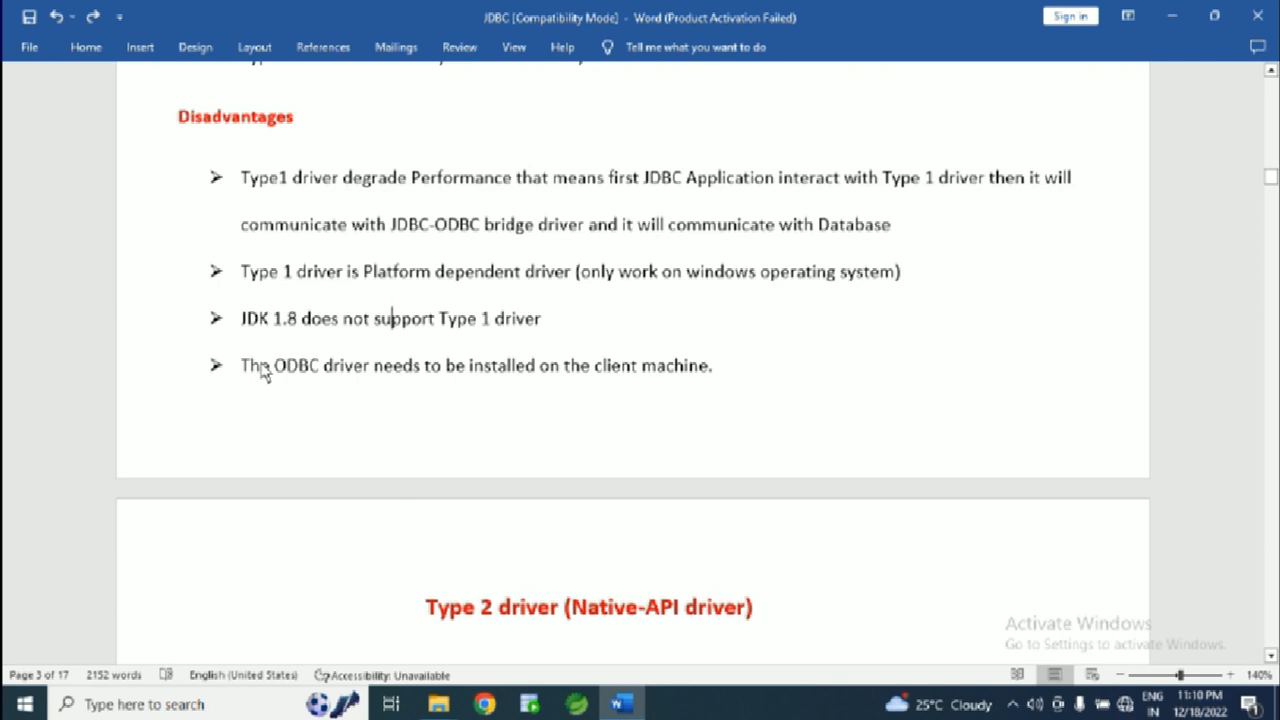 JDBC [Compatibility Mode] - Word (Product Activation Failed)
Sign in
File Home Insert Design Layout References Mailings Review View Help Tell me what you want to do
Disadvantages
Type1 driver degrade Performance that means first JDBC Application interact with Type 1 driver then it will
communicate with JDBC-ODBC bridge driver and it will communicate with Database
Type 1 driver is Platform dependent driver (only work on windows operating system)
JDK 1.8 does not support Type 1 driver
The ODBC driver needs to be installed on the client machine.
Type 2 driver (Native-API driver)
Activate Windows
Go to Settings to activate Windows.
Page 3 of 17 2152 words English (United States) Accessibility: Unavailable 140%
Type here to search
25°C Cloudy
ENG
IN
11:10 PM
12/18/2022
1